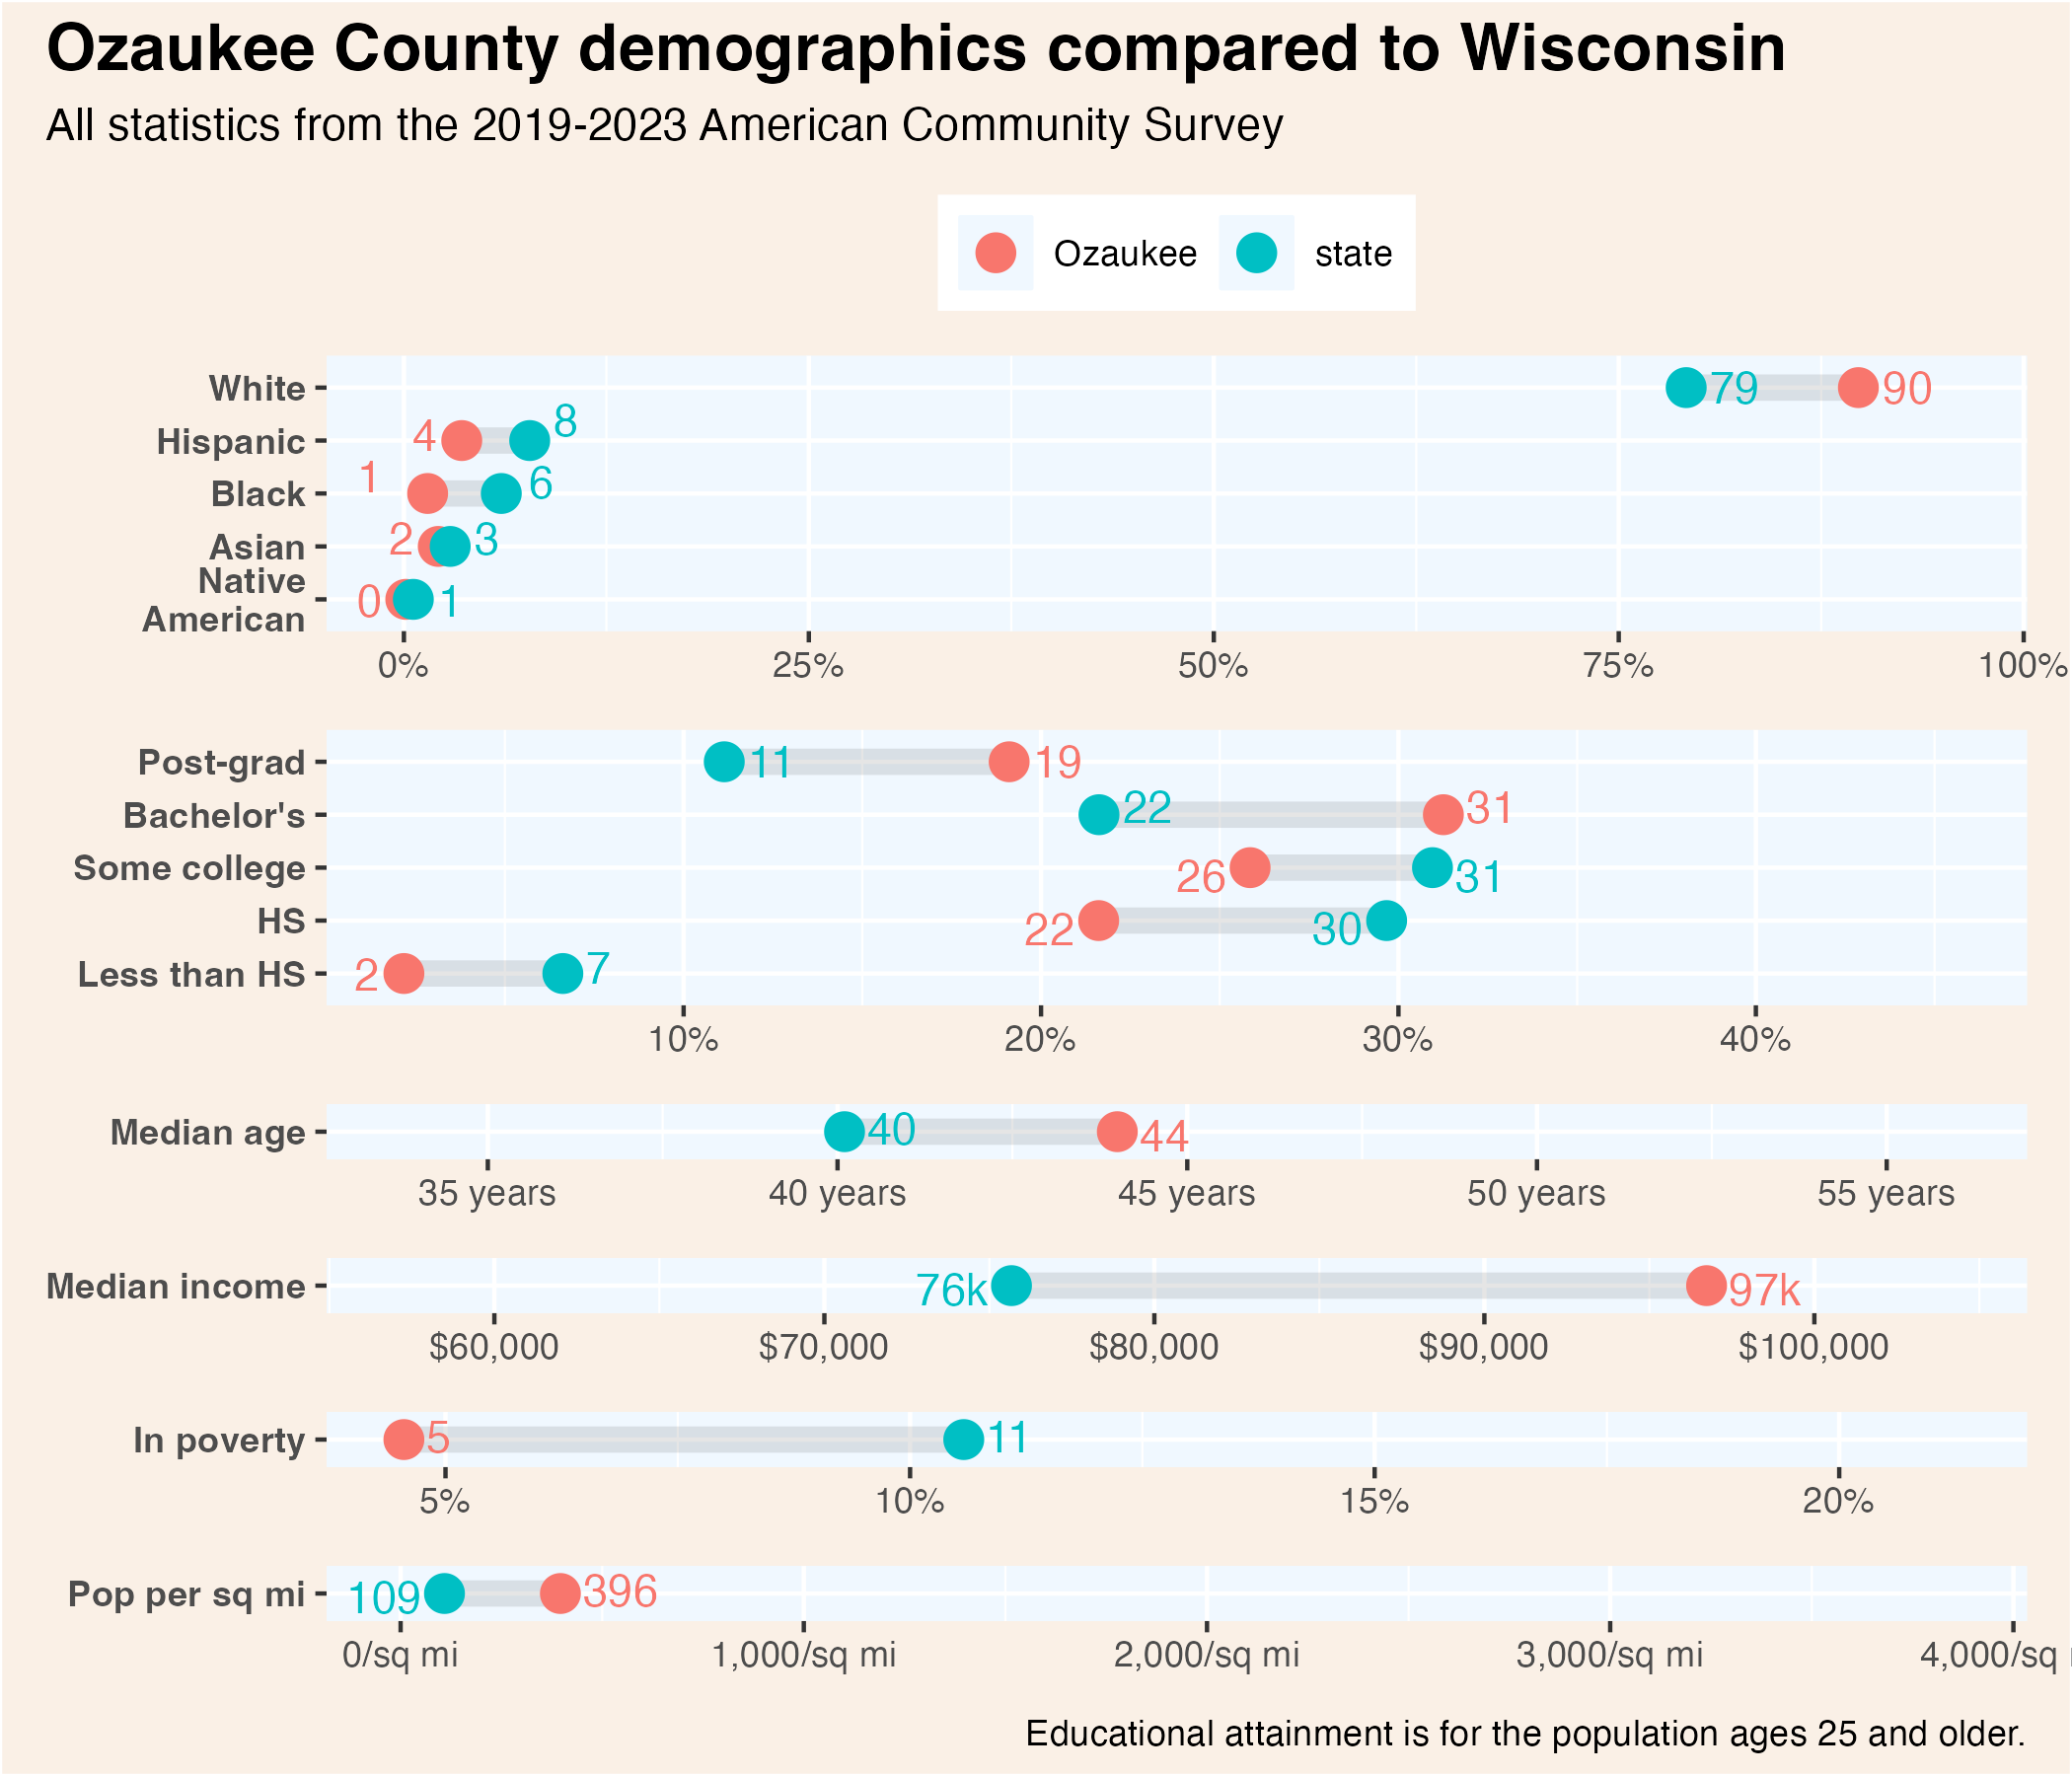 Ozaukee County demographics compared to Wisconsin
All statistics from the 2019-2023 American Community Survey
Ozaukee state
White 79 90
Hispanic 4 8
Black 1 6
Asian 2 3
Native
American 0 1
0% 25% 50% 75% 100%
Post-grad 11 19
Bachelor's 22 31
Some college 26 31
HS 22 30
Less than HS 2 7
10% 20% 30% 40%
Median age 40 44
35 years 40 years 45 years 50 years 55 years
Median income 76k 97k
$60,000 $70,000 $80,000 $90,000 $100,000
In poverty 5 11
5% 10% 15% 20%
Pop per sq mi 109 396
0/sq mi 1,000/sq mi 2,000/sq mi 3,000/sq mi 4,000/sq
Educational attainment is for the population ages 25 and older.